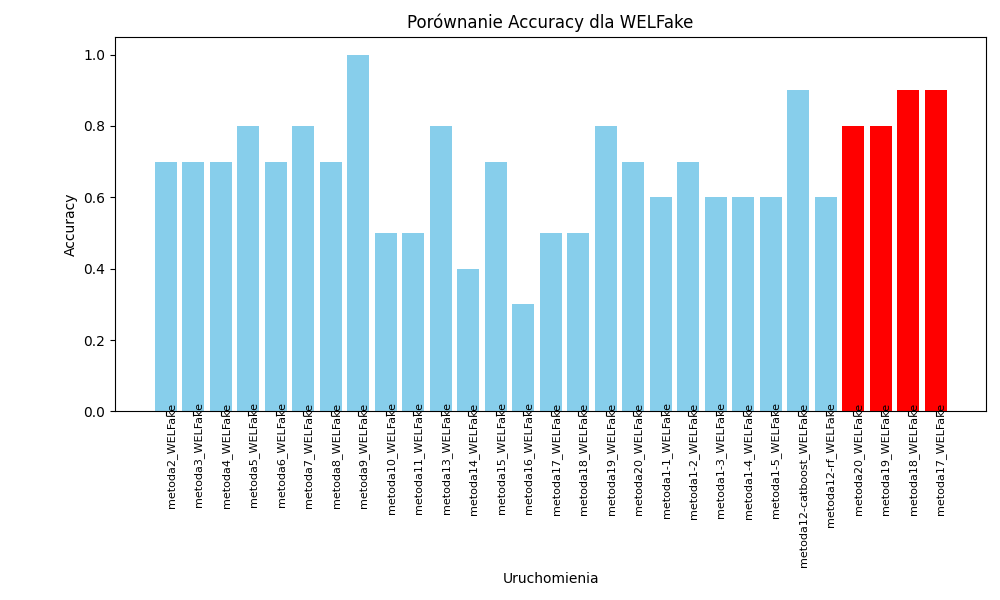 Porównanie Accuracy dla WELFake
Accuracy
1.0
0.8
0.6
0.4
0.2
0.0
metoda2_WELFake
metoda3_WELFake
metoda4_WELFake
metoda5_WELFake
metoda6_WELFake
metoda7_WELFake
metoda8_WELFake
metoda9_WELFake
metoda10_WELFake
metoda11_WELFake
metoda13_WELFake
metoda14_WELFake
metoda15_WELFake
metoda16_WELFake
metoda17_WELFake
metoda18_WELFake
metoda19_WELFake
metoda20_WELFake
metoda1-1_WELFake
metoda1-2_WELFake
metoda1-3_WELFake
metoda1-4_WELFake
metoda1-5_WELFake
metoda12-catboost_WELFake
metoda12-rf_WELFake
metoda20_WELFake
metoda19_WELFake
metoda18_WELFake
metoda17_WELFake
Uruchomienia